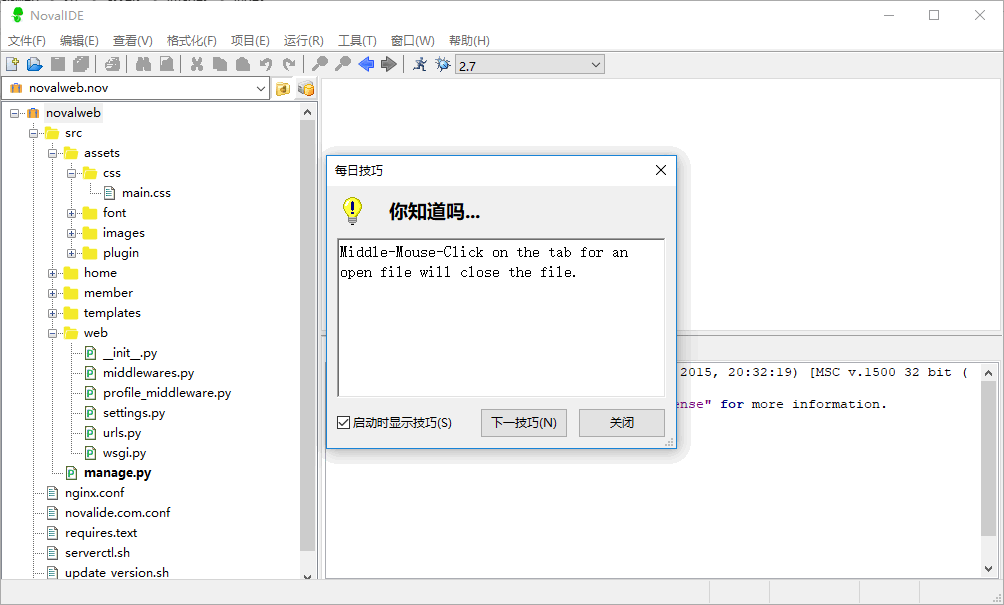 NovalIDE
文件(F) 编辑(E) 查看(V) 格式化(F) 项目(E) 运行(R) 工具(T) 窗口(W) 帮助(H)
2.7
novalweb.nov
novalweb
src
assets
css
main.css
font
images
plugin
home
member
templates
web
__init__.py
middlewares.py
profile_middleware.py
settings.py
urls.py
wsgi.py
manage.py
nginx.conf
novalide.com.conf
requires.text
serverctl.sh
update_version.sh
每日技巧
你知道吗...
Middle-Mouse-Click on the tab for an
open file will close the file.
启动时显示技巧(S) 下一技巧(N) 关闭
2015, 20:32:19) [MSC v.1500 32 bit (
ense" for more information.